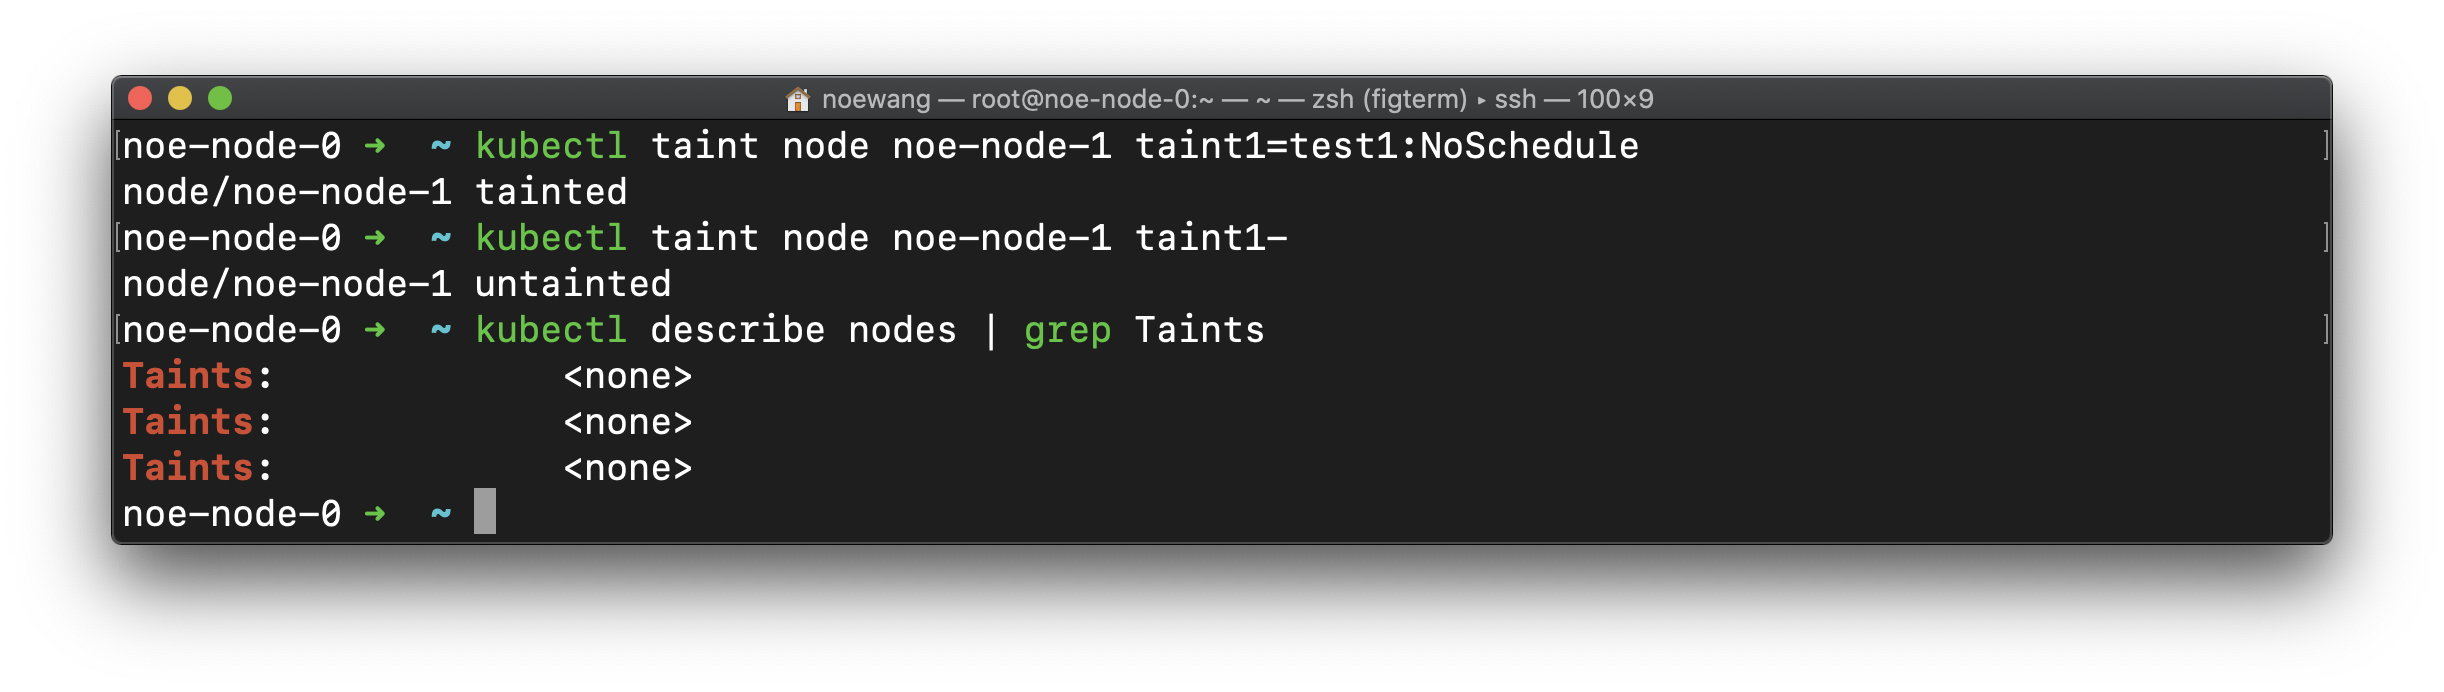 noewang — root@noe-node-0:~ — ~ — zsh (figterm) ▸ ssh — 100×9
[noe-node-0 ➜  ~ kubectl taint node noe-node-1 taint1=test1:NoSchedule ]
node/noe-node-1 tainted
[noe-node-0 ➜  ~ kubectl taint node noe-node-1 taint1- ]
node/noe-node-1 untainted
[noe-node-0 ➜  ~ kubectl describe nodes | grep Taints ]
Taints:             <none>
Taints:             <none>
Taints:             <none>
noe-node-0 ➜  ~